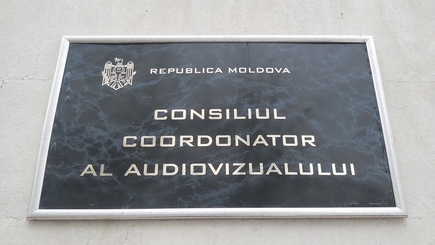 REPUBLICA MOLDOVA
CONSILIUL
COORDONATOR
AL AUDIOVIZUALULUI